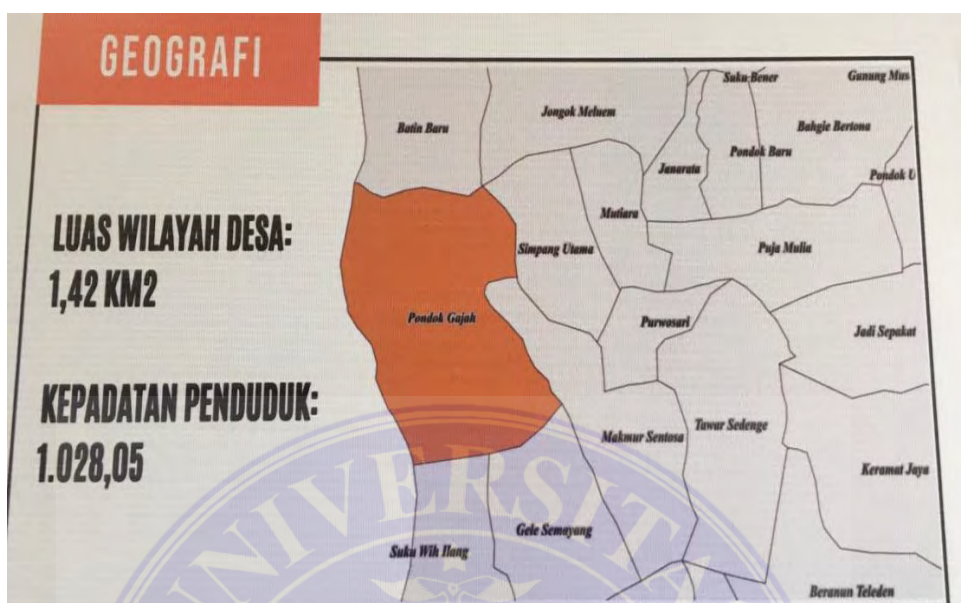 GEOGRAFI
LUAS WILAYAH DESA:
1,42 KM2
KEPADATAN PENDUDUK:
1.028,05
Suku Bener
Gunung Mus
Batin Baru
Jongok Meluem
Bahgie Bertona
Janarata
Pondok Baru
Pondok U
Mutiara
Simpang Utama
Puja Mulia
Pondok Gajah
Purwosari
Jadi Sepakat
Makmur Sentosa
Tawar Sedenge
Keramat Jaya
Gele Semayang
Suku Wih Ilang
Beranun Teleden
UNIVERSITA